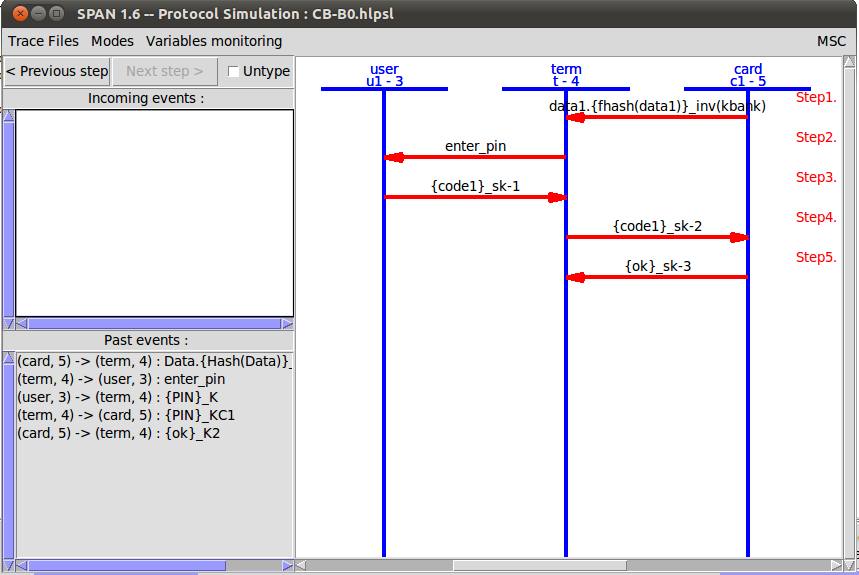 SPAN 1.6 -- Protocol Simulation : CB-B0.hlpsl
Trace Files Modes Variables monitoring MSC
< Previous step Next step > Untype
Incoming events :
Past events :
(card, 5) -> (term, 4) : Data.{Hash(Data)}_
(term, 4) -> (user, 3) : enter_pin
(user, 3) -> (term, 4) : {PIN}_K
(term, 4) -> (card, 5) : {PIN}_KC1
(card, 5) -> (term, 4) : {ok}_K2
user term card
u1 - 3 t - 4 c1 - 5
Step1.
data1.{fhash(data1)}_inv(kbank)
Step2.
enter_pin
Step3.
{code1}_sk-1
Step4.
{code1}_sk-2
Step5.
{ok}_sk-3